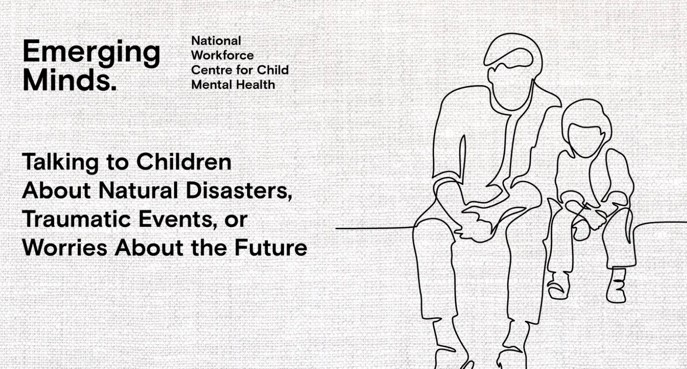 Emerging
Minds.
National
Workforce
Centre for Child
Mental Health
Talking to Children
About Natural Disasters,
Traumatic Events, or
Worries About the Future